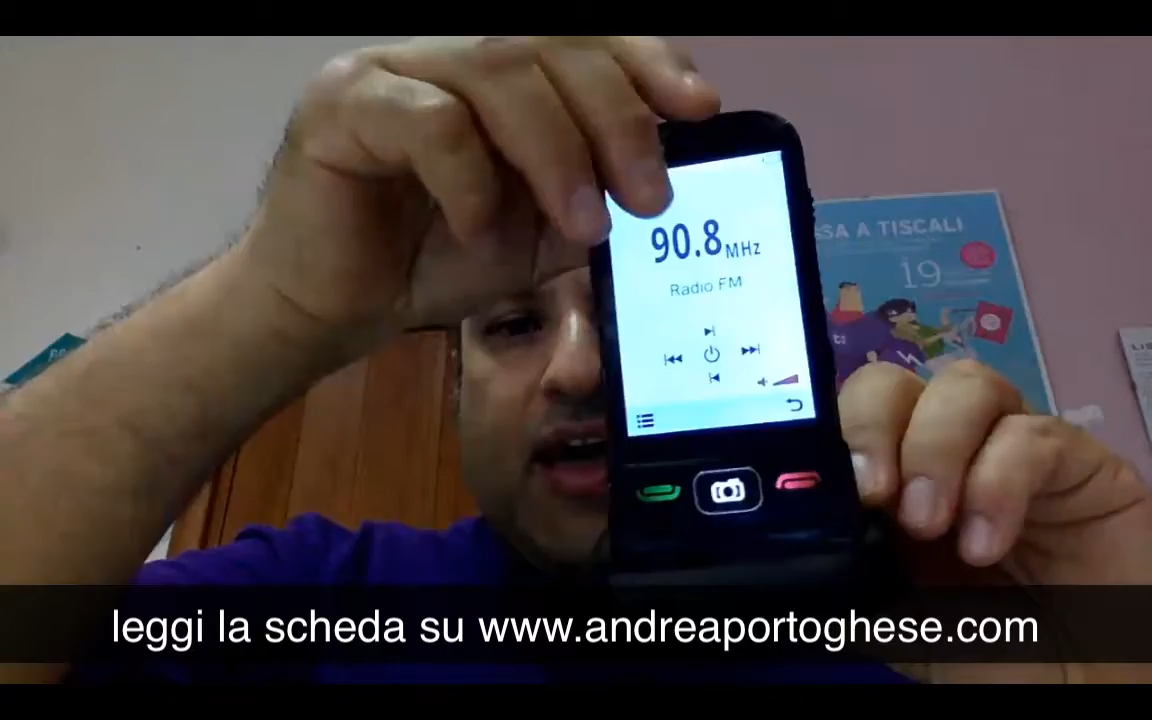 90.8 MHz
Radio FM
SA A TISCALI
19
leggi la scheda su www.andreaportoghese.com